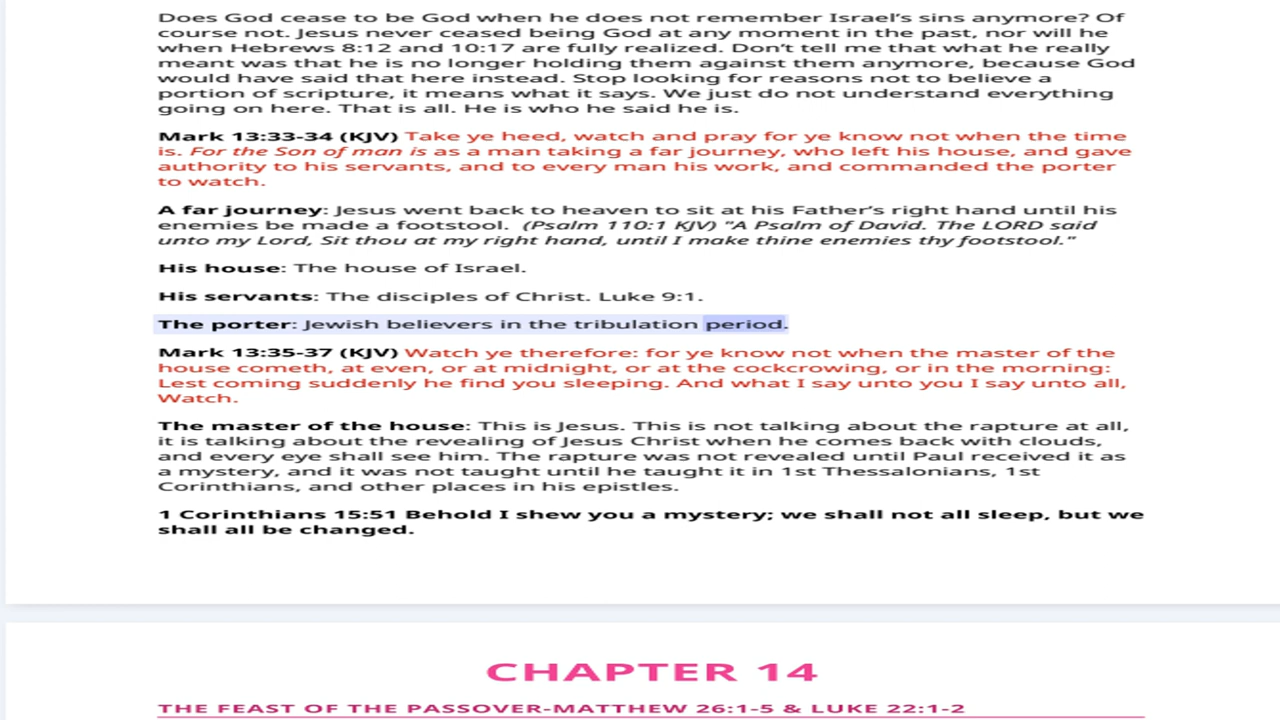 Does God cease to be God when he does not remember Israel's sins anymore? Of
course not. Jesus never ceased being God at any moment in the past, nor will he
when Hebrews 8:12 and 10:17 are fully realized. Don't tell me that what he really
meant was that he is no longer holding them against them anymore, because God
would have said that here instead. Stop looking for reasons not to believe a
portion of scripture, it means what it says. We just do not understand everything
going on here. That is all. He is who he said he is.
Mark 13:33-34 (KJV) Take ye heed, watch and pray for ye know not when the time
is. For the Son of man is as a man taking a far journey, who left his house, and gave
authority to his servants, and to every man his work, and commanded the porter
to watch.
A far journey: Jesus went back to heaven to sit at his Father's right hand until his
enemies be made a footstool. (Psalm 110:1 KJV) "A Psalm of David. The LORD said
unto my Lord, Sit thou at my right hand, until I make thine enemies thy footstool."
His house: The house of Israel.
His servants: The disciples of Christ. Luke 9:1.
The porter: Jewish believers in the tribulation period.
Mark 13:35-37 (KJV) Watch ye therefore: for ye know not when the master of the
house cometh, at even, or at midnight, or at the cockcrowing, or in the morning:
Lest coming suddenly he find you sleeping. And what I say unto you I say unto all,
Watch.
The master of the house: This is Jesus. This is not talking about the rapture at all,
it is talking about the revealing of Jesus Christ when he comes back with clouds,
and every eye shall see him. The rapture was not revealed until Paul received it as
a mystery, and it was not taught until he taught it in 1st Thessalonians, 1st
Corinthians, and other places in his epistles.
1 Corinthians 15:51 Behold I shew you a mystery; we shall not all sleep, but we
shall all be changed.
CHAPTER 14
THE FEAST OF THE PASSOVER-MATTHEW 26:1-5 & LUKE 22:1-2